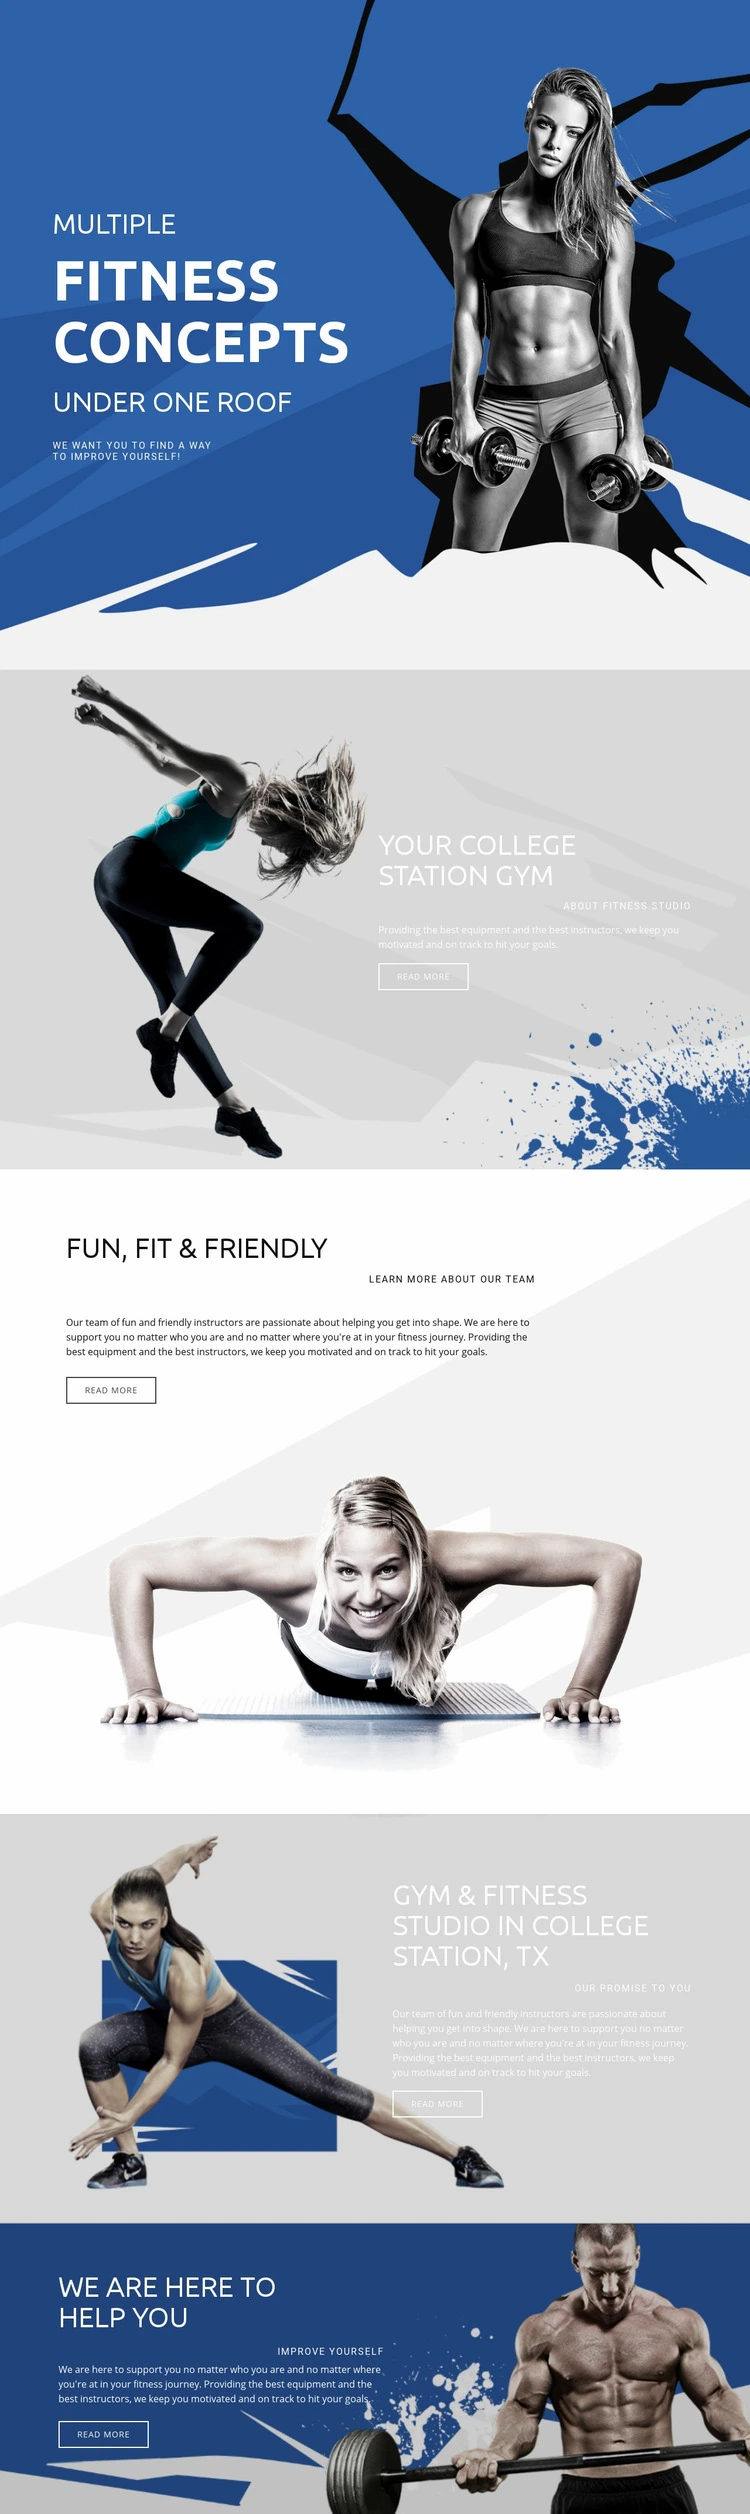 MULTIPLE
FITNESS
CONCEPTS
UNDER ONE ROOF
WE WANT YOU TO FIND A WAY
TO IMPROVE YOURSELF!
YOUR COLLEGE
STATION GYM
ABOUT FITNESS STUDIO
Providing the best equipment and the best instructors, we keep you
motivated and on track to hit your goals.
READ MORE
FUN, FIT & FRIENDLY
LEARN MORE ABOUT OUR TEAM
Our team of fun and friendly instructors are passionate about helping you get into shape. We are here to
support you no matter who you are and no matter where you're at in your fitness journey. Providing the
best equipment and the best instructors, we keep you motivated and on track to hit your goals.
READ MORE
GYM & FITNESS
STUDIO IN COLLEGE
STATION, TX
OUR PROMISE TO YOU
Our team of fun and friendly instructors are passionate about
helping you get into shape. We are here to support you no matter
who you are and no matter where you're at in your fitness journey.
Providing the best equipment and the best instructors, we keep
you motivated and on track to hit your goals.
READ MORE
WE ARE HERE TO
HELP YOU
IMPROVE YOURSELF
We are here to support you no matter who you are and no matter where
you're at in your fitness journey. Providing the best equipment and the
best instructors, we keep you motivated and on track to hit your goals.
READ MORE